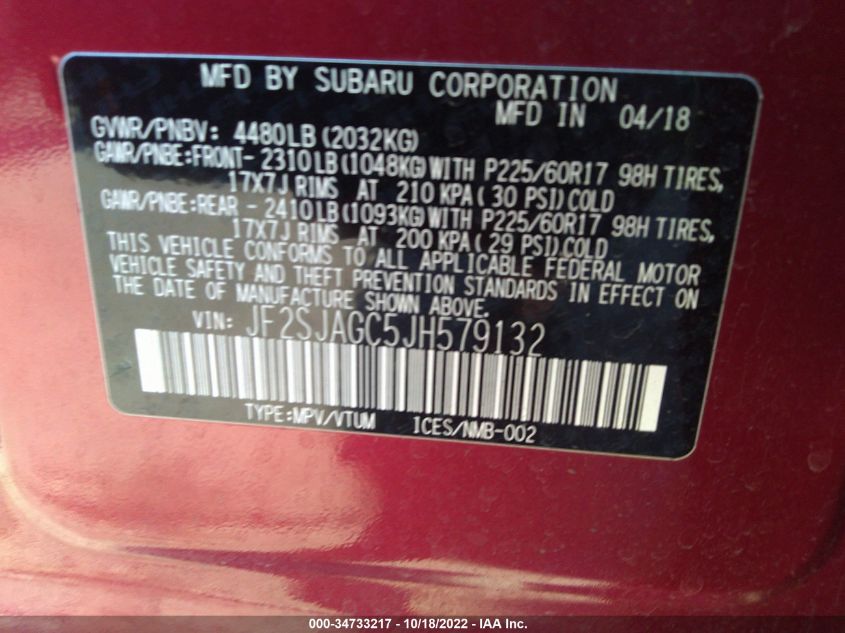 MFD BY SUBARU CORPORATION
MFD IN 04/18
GVWR/PNBV: 4480LB (2032KG)
GAWR/PNBE:FRONT- 2310LB(1048KG)WITH P225/60R17 98H TIRES,
17X7J RIMS AT 210 KPA( 30 PSI)COLD
GAWR/PNBE:REAR - 2410LB(1093KG)WITH P225/60R17 98H TIRES,
17X7J RIMS AT 200 KPA( 29 PSI)COLD
THIS VEHICLE CONFORMS TO ALL APPLICABLE FEDERAL MOTOR
VEHICLE SAFETY AND THEFT PREVENTION STANDARDS IN EFFECT ON
THE DATE OF MANUFACTURE SHOWN ABOVE.
VIN: JF2SJAGC5JH579132
TYPE:MPV/VTUM ICES/NMB-002
000-34733217 - 10/18/2022 - IAA Inc.